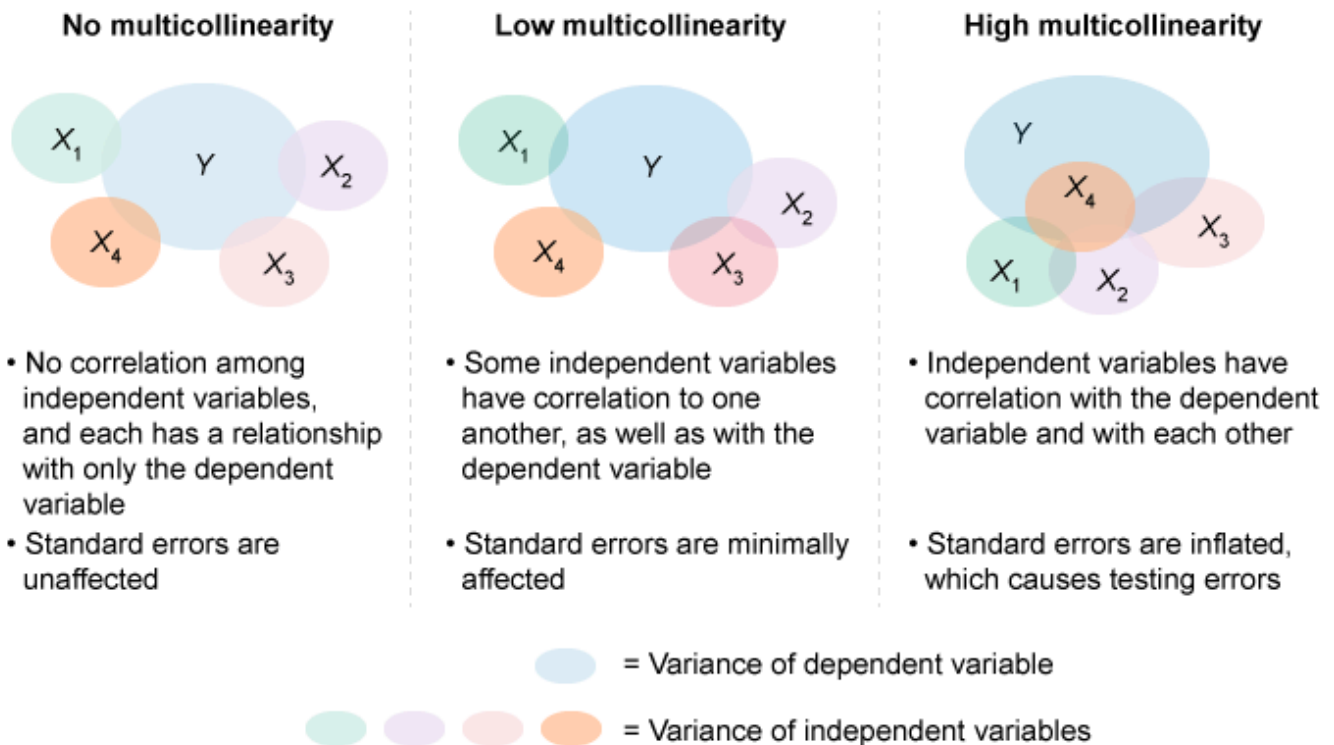 No multicollinearity
X1
Y
X2
X4
X3
• No correlation among
independent variables,
and each has a relationship
with only the dependent
variable
• Standard errors are
unaffected
Low multicollinearity
X1
Y
X2
X4
X3
• Some independent variables
have correlation to one
another, as well as with the
dependent variable
• Standard errors are minimally
affected
High multicollinearity
Y
X4
X3
X1
X2
• Independent variables have
correlation with the dependent
variable and with each other
• Standard errors are inflated,
which causes testing errors
= Variance of dependent variable
= Variance of independent variables